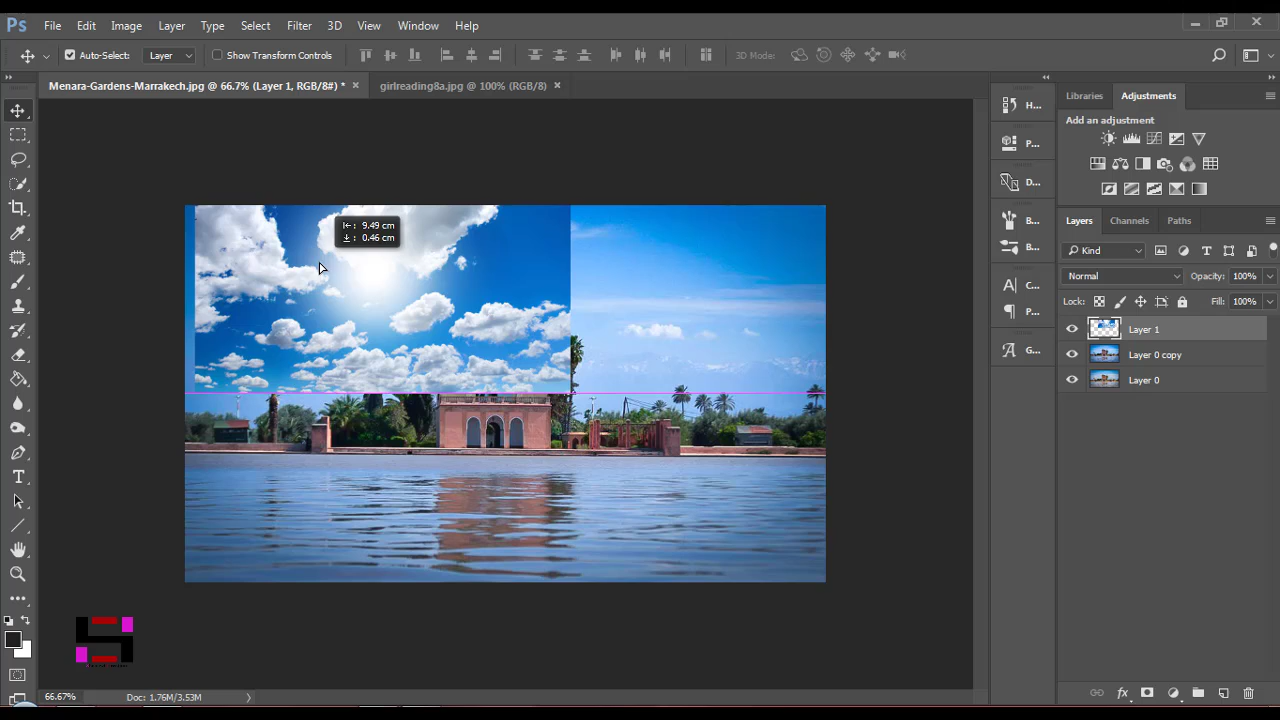 Ps File Edit Image Layer Type Select Filter 3D View Window Help
Auto-Select: Layer Show Transform Controls 3D Mode:
Menara-Gardens-Marrakech.jpg @ 66.7% (Layer 1, RGB/8#) * × girlreading8a.jpg @ 100% (RGB/8) ×
Libraries Adjustments
Add an adjustment
H...
P...
D...
B...
B...
C...
P...
G...
Layers Channels Paths
Kind
Normal Opacity: 100%
Lock: Fill: 100%
Layer 1
Layer 0 copy
Layer 0
9.49 cm
0.46 cm
66.67% Doc: 1.76M/3.53M